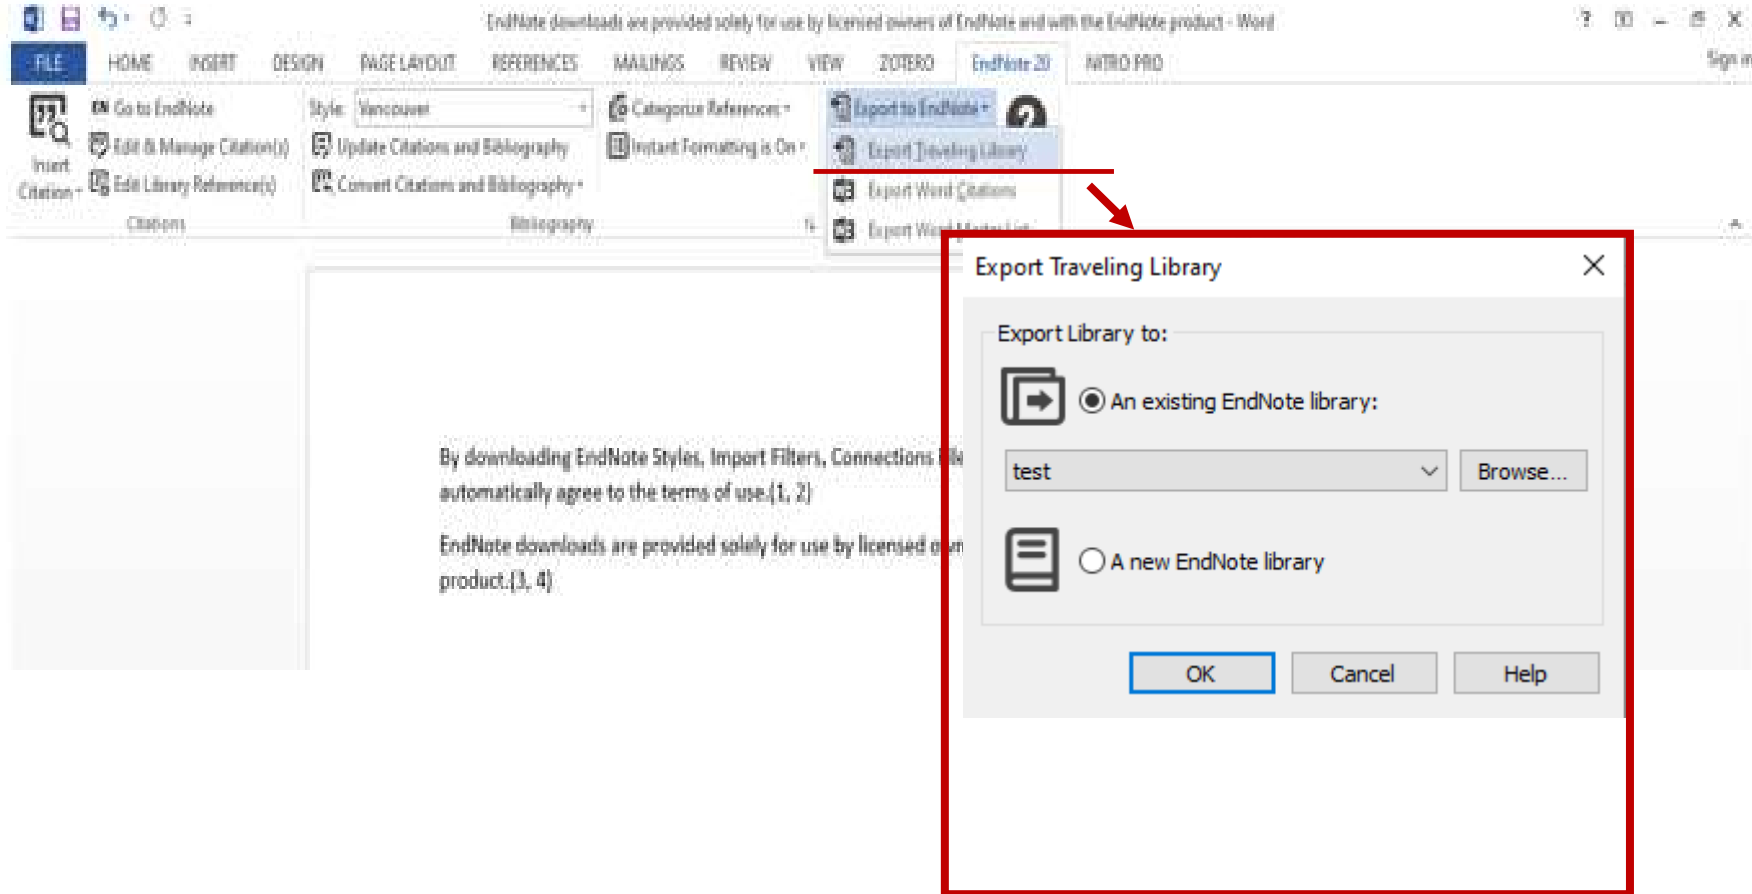 EndNote downloads are provided solely for use by licensed owners of EndNote and with the EndNote product - Word
?
Sign in
FILE HOME INSERT DESIGN PAGE LAYOUT REFERENCES MAILINGS REVIEW VIEW ZOTERO EndNote 20 NITRO PRO
Insert
Citation
Go to EndNote
Edit & Manage Citation(s)
Edit Library Reference(s)
Citations
Style: Vancouver
Update Citations and Bibliography
Convert Citations and Bibliography
Bibliography
Categorize References
Instant Formatting is On
Export to EndNote
Export Traveling Library
Export Word Citations
Export Word Master List
By downloading EndNote Styles, Import Filters, Connections
automatically agree to the terms of use.(1, 2)
EndNote downloads are provided solely for use by licensed
product.(3, 4)
Export Traveling Library
Export Library to:
An existing EndNote library:
test
Browse...
A new EndNote library
OK Cancel Help